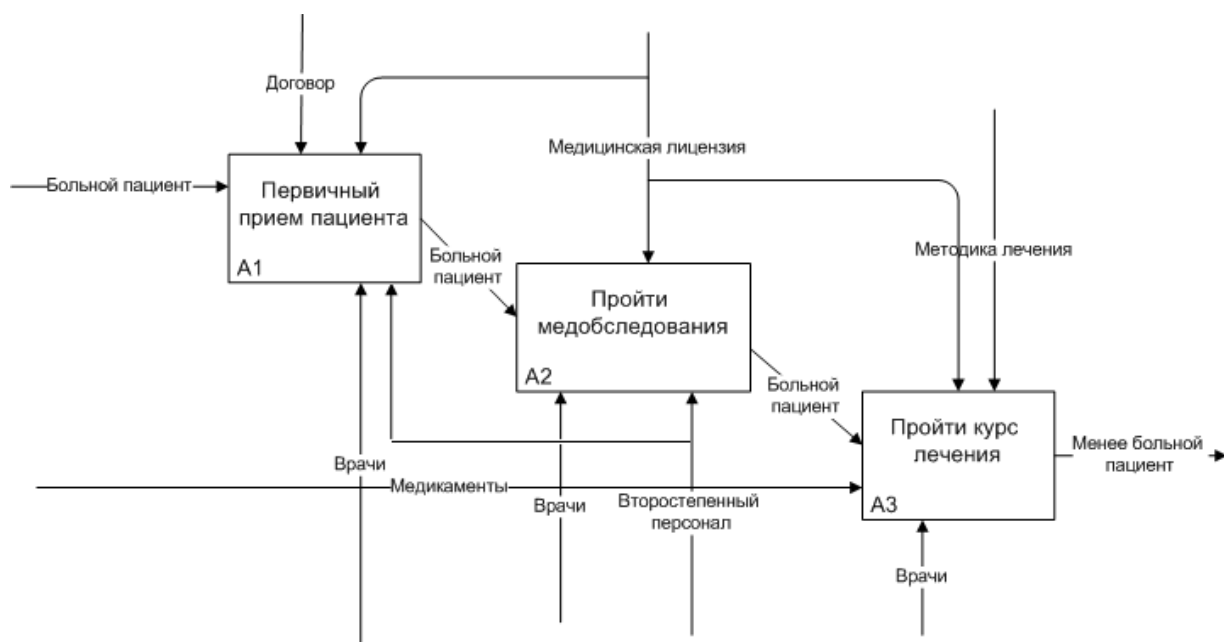 Договор
Медицинская лицензия
Больной пациент
Первичный
прием пациента
A1
Больной
пациент
Методика лечения
Пройти
медобследования
A2
Больной
пациент
Пройти курс
лечения
A3
Менее больной
пациент
Врачи
Медикаменты
Врачи
Второстепенный
персонал
Врачи